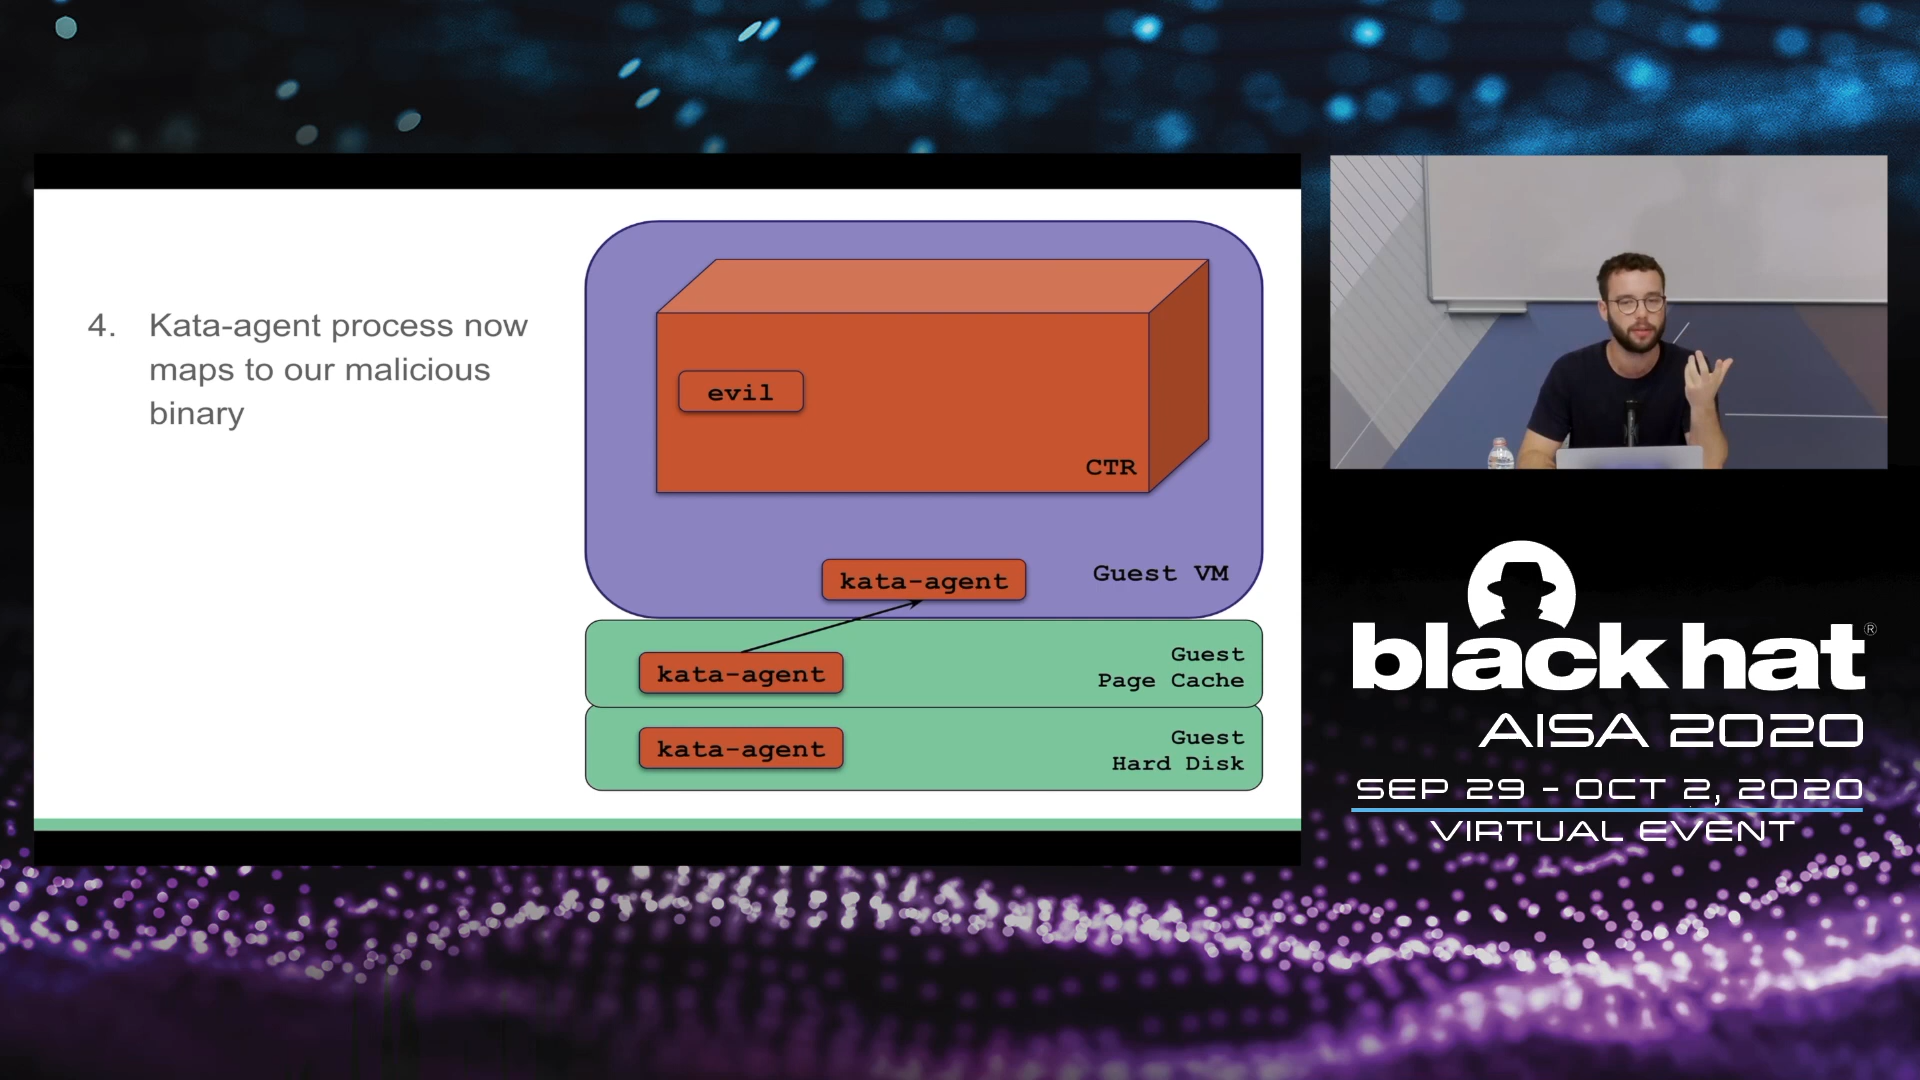 4. Kata-agent process now
maps to our malicious
binary
evil
CTR
kata-agent
Guest VM
kata-agent
Guest
Page Cache
kata-agent
Guest
Hard Disk
black hat®
AISA 2020
SEP 29 - OCT 2, 2020
VIRTUAL EVENT